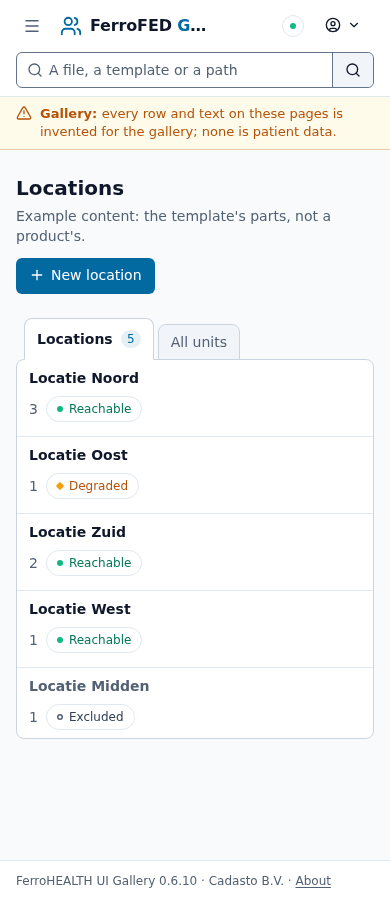 FerroFED G...
A file, a template or a path
Gallery: every row and text on these pages is
invented for the gallery; none is patient data.
Locations
Example content: the template's parts, not a
product's.
New location
Locations 5
All units
Locatie Noord
3 Reachable
Locatie Oost
1 Degraded
Locatie Zuid
2 Reachable
Locatie West
1 Reachable
Locatie Midden
1 Excluded
FerroHEALTH UI Gallery 0.6.10 · Cadasto B.V. · About